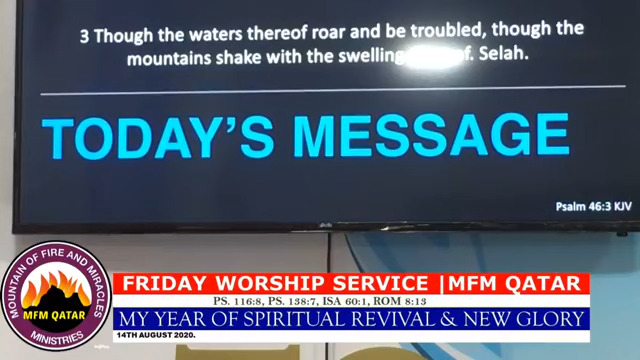 3 Though the waters thereof roar and be troubled, though the
mountains shake with the swelling Selah.
TODAY'S MESSAGE
Psalm 46:3 KJV
MOUNTAIN OF FIRE AND MIRACLES
MFM QATAR
MINISTRIES
FRIDAY WORSHIP SERVICE |MFM QATAR
PS. 116:8, PS. 138:7, ISA 60:1, ROM 8:13
MY YEAR OF SPIRITUAL REVIVAL & NEW GLORY
14TH AUGUST 2020.